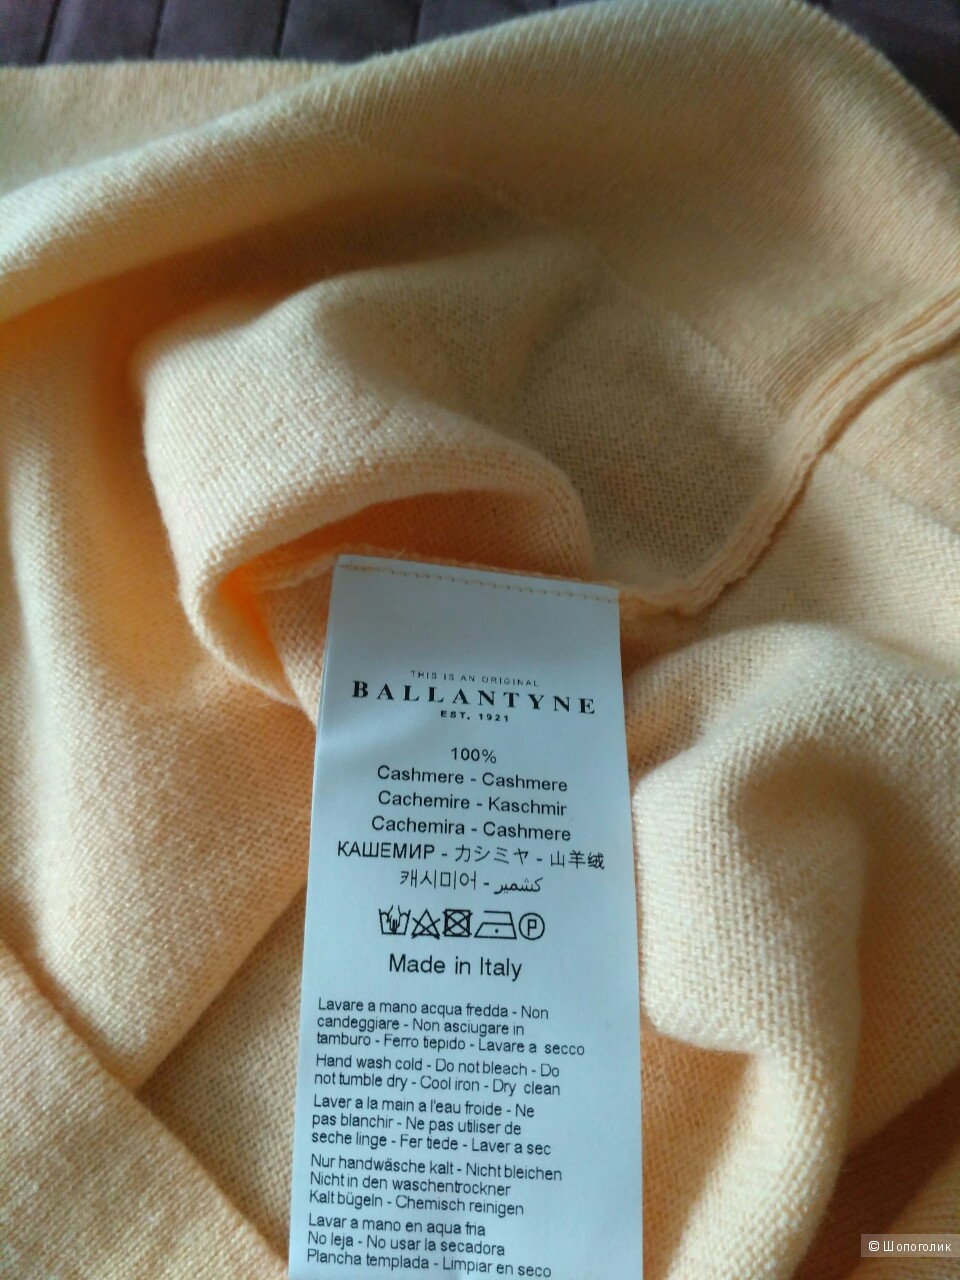 THIS IS AN ORIGINAL
BALLANTYNE
EST. 1921
100%
Cashmere - Cashmere
Cachemire - Kaschmir
Cachemira - Cashmere
КАШЕМИР - カシミヤ - 山羊绒
캐시미어 - كشمير
P
Made in Italy
Lavare a mano acqua fredda - Non
candeggiare - Non asciugare in
tamburo - Ferro tiepido - Lavare a secco
Hand wash cold - Do not bleach - Do
not tumble dry - Cool iron - Dry clean
Laver a la main a l'eau froide - Ne
pas blanchir - Ne pas utiliser de
seche linge - Fer tiede - Laver a sec
Nur handwäsche kalt - Nicht bleichen
Nicht in den waschentrockner
Kalt bügeln - Chemisch reinigen
Lavar a mano en aqua fria
No leja - No usar la secadora
Plancha templada - Limpiar en seco
© Шопоголик